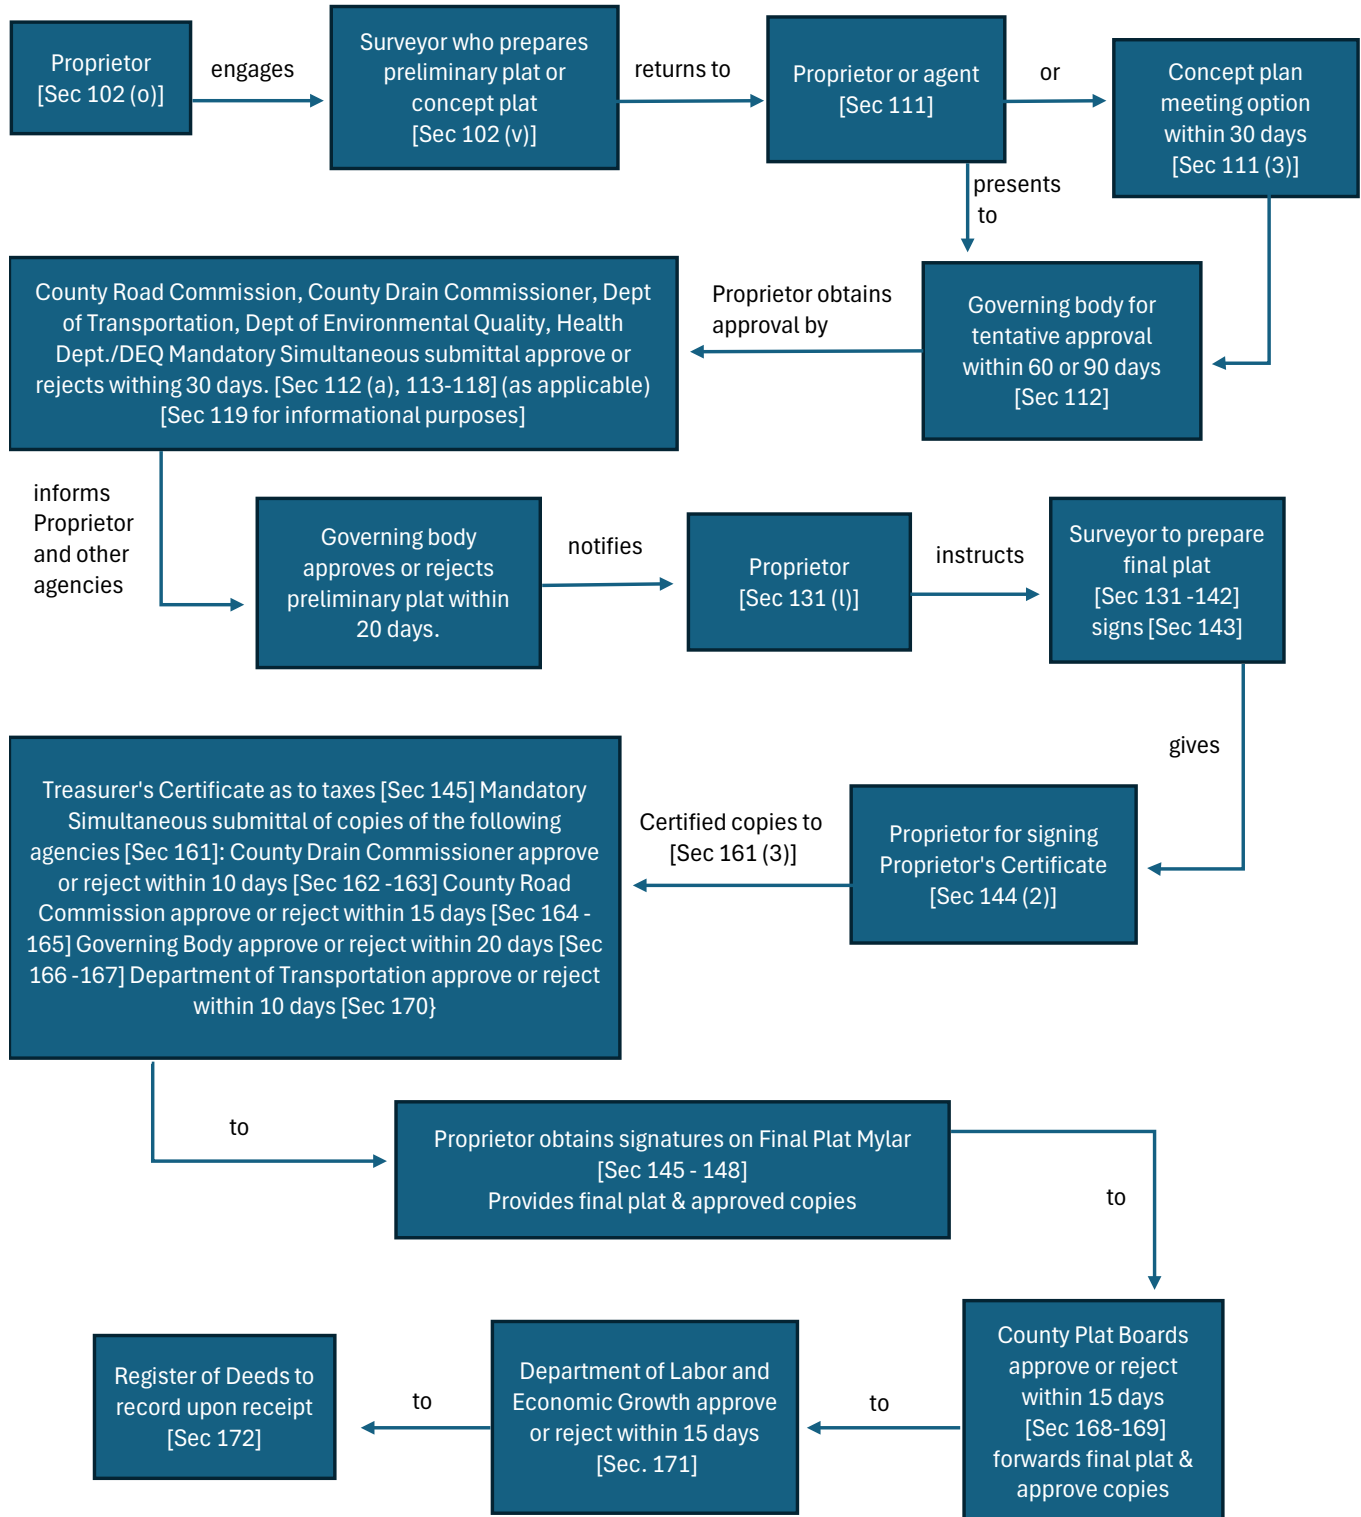 Proprietor
[Sec 102 (o)]
engages
Surveyor who prepares
preliminary plat or
concept plat
[Sec 102 (v)]
returns to
Proprietor or agent
[Sec 111]
or
Concept plan
meeting option
within 30 days
[Sec 111 (3)]
presents
to
Governing body for
tentative approval
within 60 or 90 days
[Sec 112]
Proprietor obtains
approval by
County Road Commission, County Drain Commissioner, Dept
of Transportation, Dept of Environmental Quality, Health
Dept./DEQ Mandatory Simultaneous submittal approve or
rejects withing 30 days. [Sec 112 (a), 113-118] (as applicable)
[Sec 119 for informational purposes]
informs
Proprietor
and other
agencies
Governing body
approves or rejects
preliminary plat within
20 days.
notifies
Proprietor
[Sec 131 (l)]
instructs
Surveyor to prepare
final plat
[Sec 131 -142]
signs [Sec 143]
gives
Proprietor for signing
Proprietor's Certificate
[Sec 144 (2)]
Certified copies to
[Sec 161 (3)]
Treasurer's Certificate as to taxes [Sec 145] Mandatory
Simultaneous submittal of copies of the following
agencies [Sec 161]: County Drain Commissioner approve
or reject within 10 days [Sec 162 -163] County Road
Commission approve or reject within 15 days [Sec 164 -
165] Governing Body approve or reject within 20 days [Sec
166 -167] Department of Transportation approve or reject
within 10 days [Sec 170}
to
Proprietor obtains signatures on Final Plat Mylar
[Sec 145 - 148]
Provides final plat & approved copies
to
County Plat Boards
approve or reject
within 15 days
[Sec 168-169]
forwards final plat &
approve copies
to
Department of Labor and
Economic Growth approve
or reject within 15 days
[Sec. 171]
to
Register of Deeds to
record upon receipt
[Sec 172]